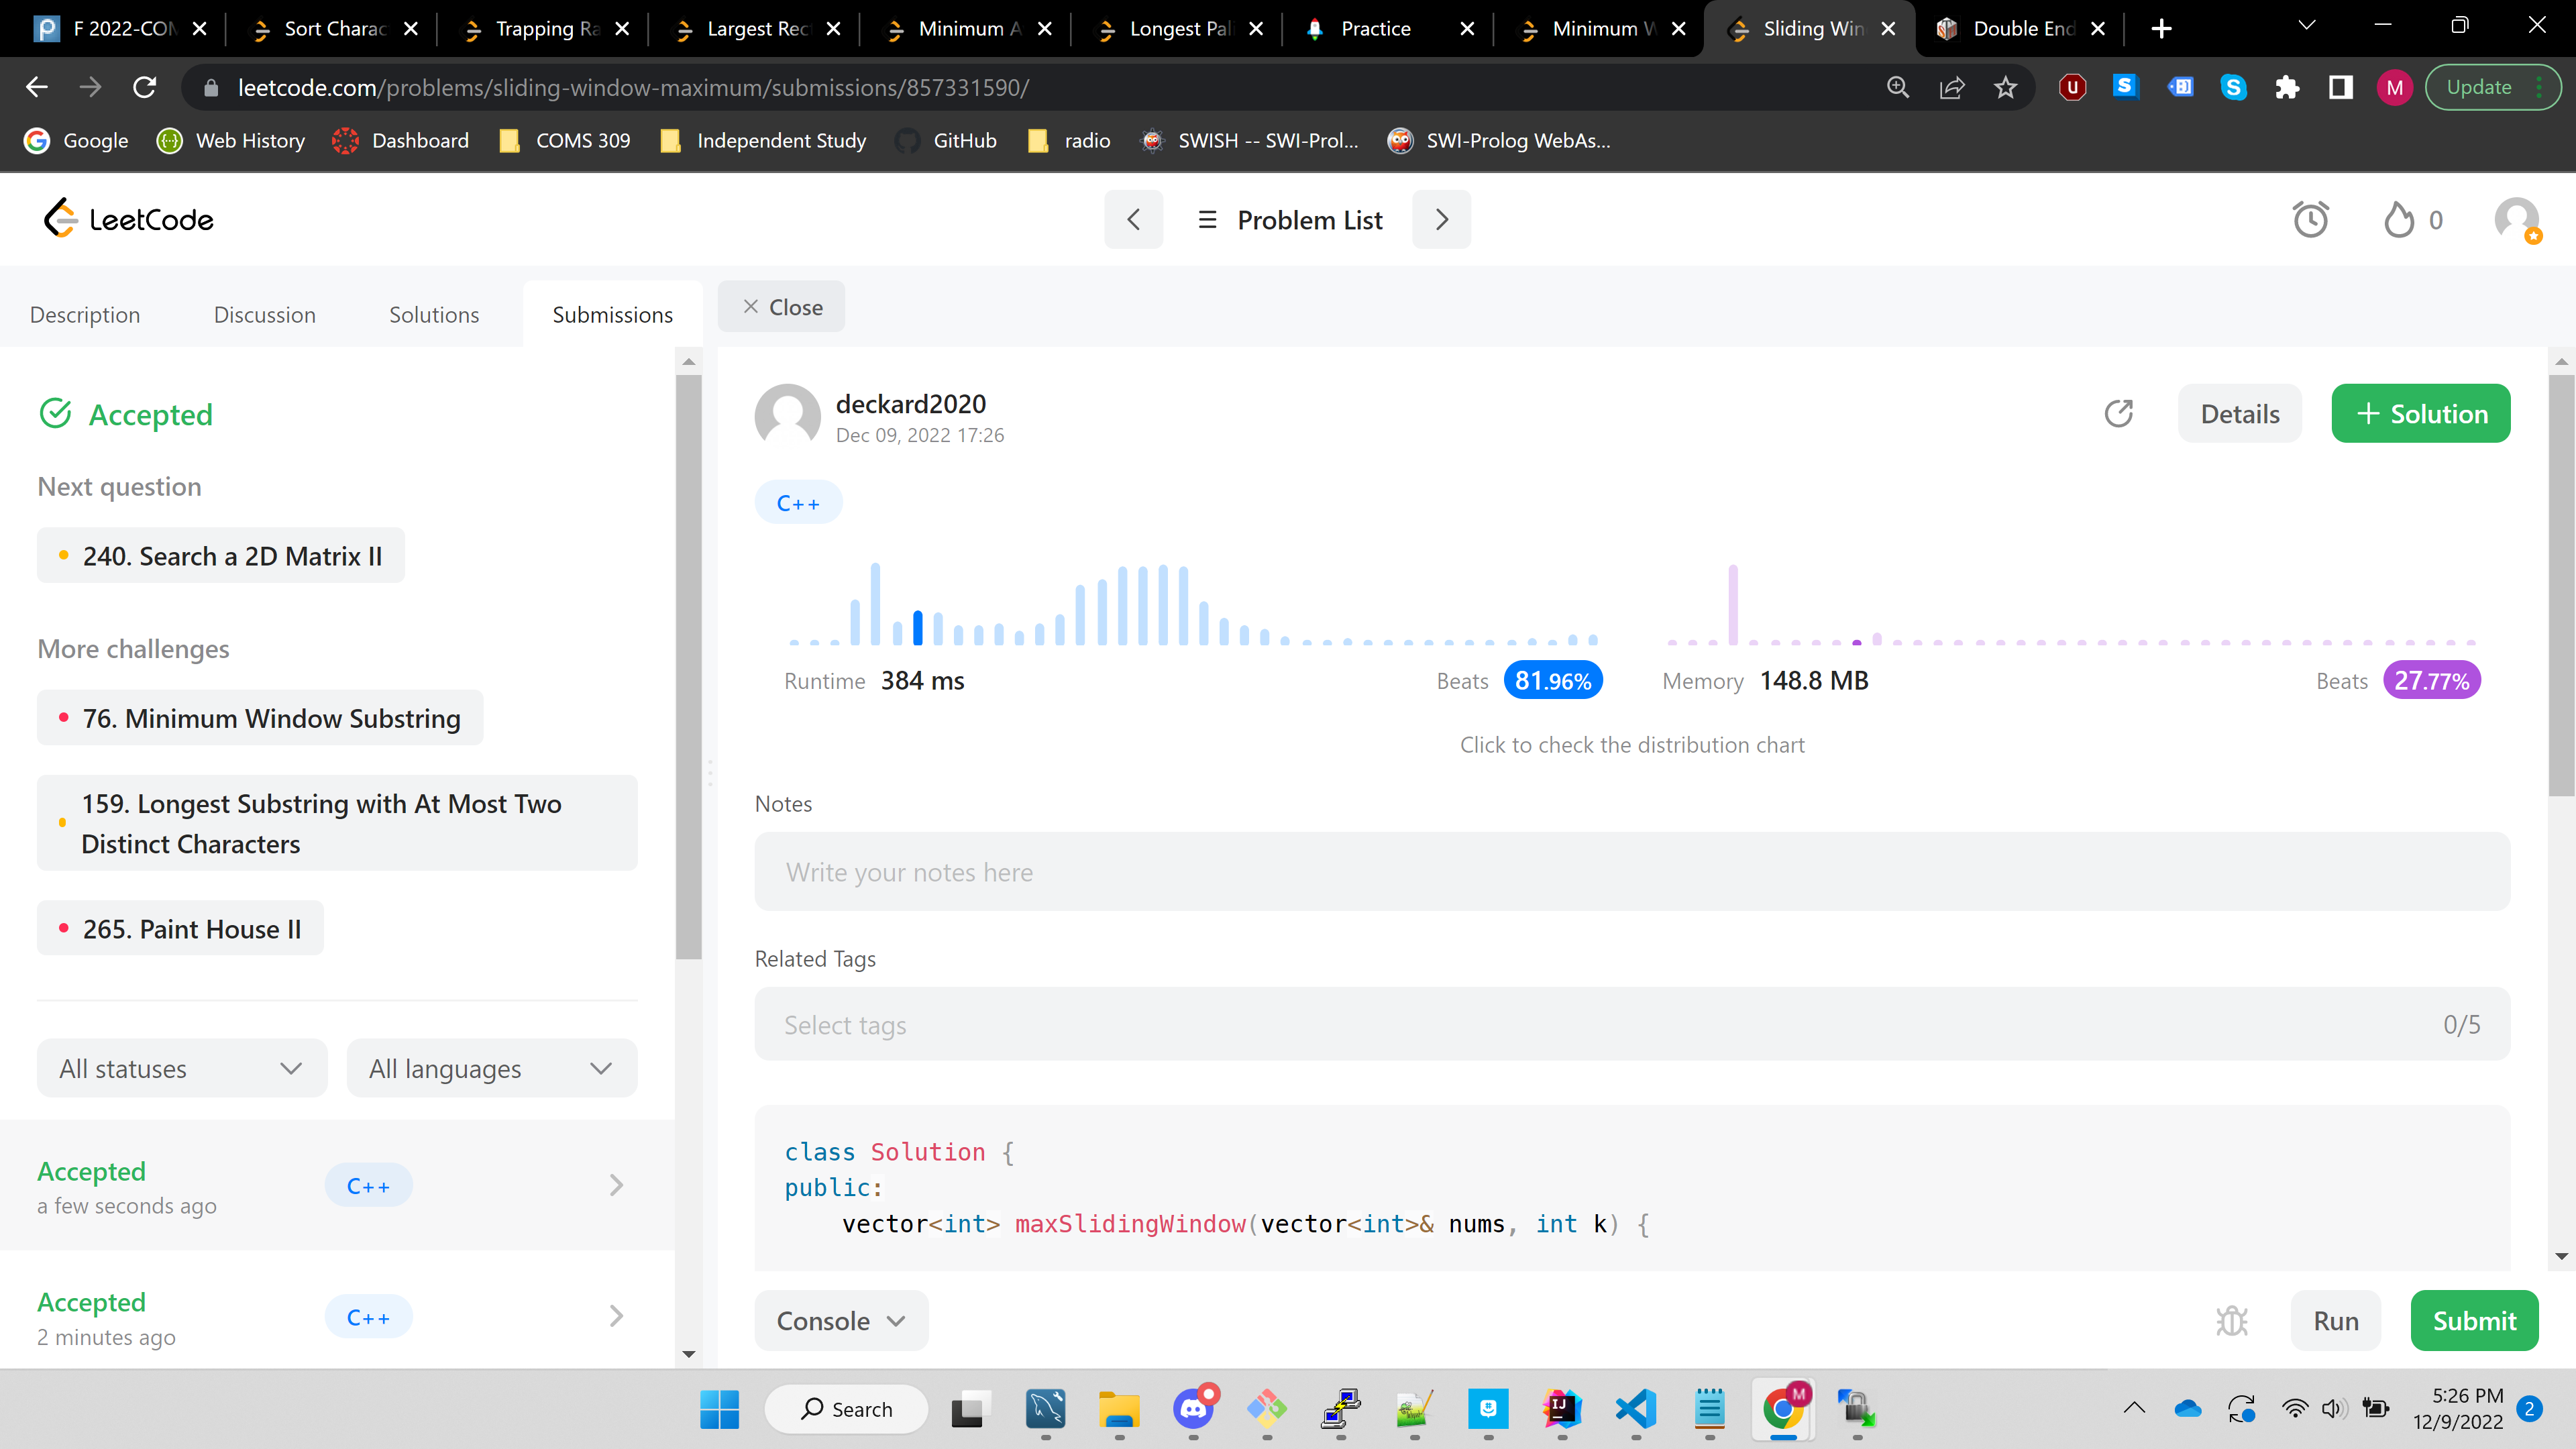 F 2022-COM
Sort Charac
Trapping Ra
Largest Rec
Minimum A
Longest Pali
Practice
Minimum W
Sliding Win
Double End
leetcode.com/problems/sliding-window-maximum/submissions/857331590/
M
Update
Google
Web History
Dashboard
COMS 309
Independent Study
GitHub
radio
SWISH -- SWI-Prol...
SWI-Prolog WebAs...
LeetCode
Problem List
0
Description
Discussion
Solutions
Submissions
Close
Accepted
Next question
240. Search a 2D Matrix II
More challenges
76. Minimum Window Substring
159. Longest Substring with At Most Two
Distinct Characters
265. Paint House II
All statuses
All languages
Accepted
a few seconds ago
C++
Accepted
2 minutes ago
C++
deckard2020
Dec 09, 2022 17:26
Details
Solution
C++
Runtime 384 ms
Beats 81.96%
Memory 148.8 MB
Beats 27.77%
Click to check the distribution chart
Notes
Write your notes here
Related Tags
Select tags
0/5
class Solution {
public:
vector<int> maxSlidingWindow(vector<int>& nums, int k) {
Console
Run
Submit
Search
M
5:26 PM
12/9/2022
2